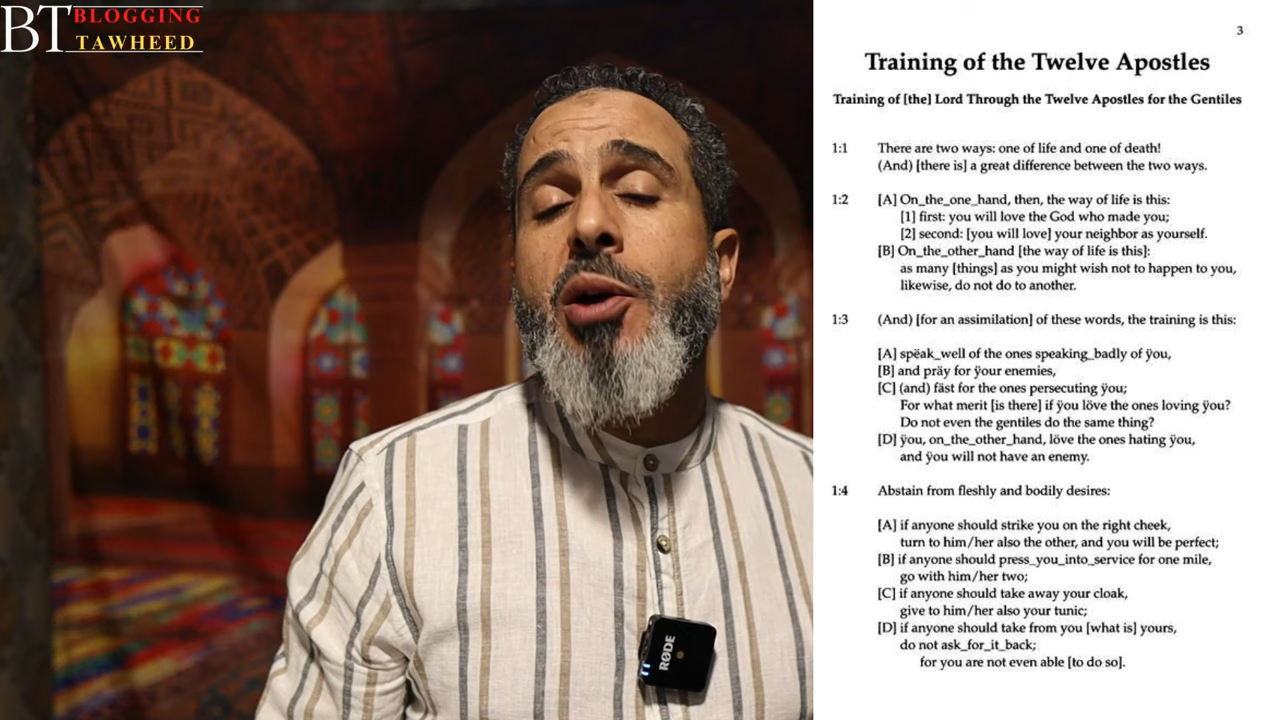 BT BLOGGING
TAWHEED
3
Training of the Twelve Apostles
Training of [the] Lord Through the Twelve Apostles for the Gentiles
1:1 There are two ways: one of life and one of death!
(And) [there is] a great difference between the two ways.
1:2 [A] On_the_one_hand, then, the way of life is this:
[1] first: you will love the God who made you;
[2] second: [you will love] your neighbor as yourself.
[B] On_the_other_hand [the way of life is this]:
as many [things] as you might wish not to happen to you,
likewise, do not do to another.
1:3 (And) [for an assimilation] of these words, the training is this:
[A] spëak_well of the ones speaking_badly of ÿou,
[B] and präy for ÿour enemies,
[C] (and) fäst for the ones persecuting ÿou;
For what merit [is there] if ÿou löve the ones loving ÿou?
Do not even the gentiles do the same thing?
[D] ÿou, on_the_other_hand, löve the ones hating ÿou,
and ÿou will not have an enemy.
1:4 Abstain from fleshly and bodily desires:
[A] if anyone should strike you on the right cheek,
turn to him/her also the other, and you will be perfect;
[B] if anyone should press_you_into_service for one mile,
go with him/her two;
[C] if anyone should take away your cloak,
give to him/her also your tunic;
[D] if anyone should take from you [what is] yours,
do not ask_for_it_back;
for you are not even able [to do so].
RØDE